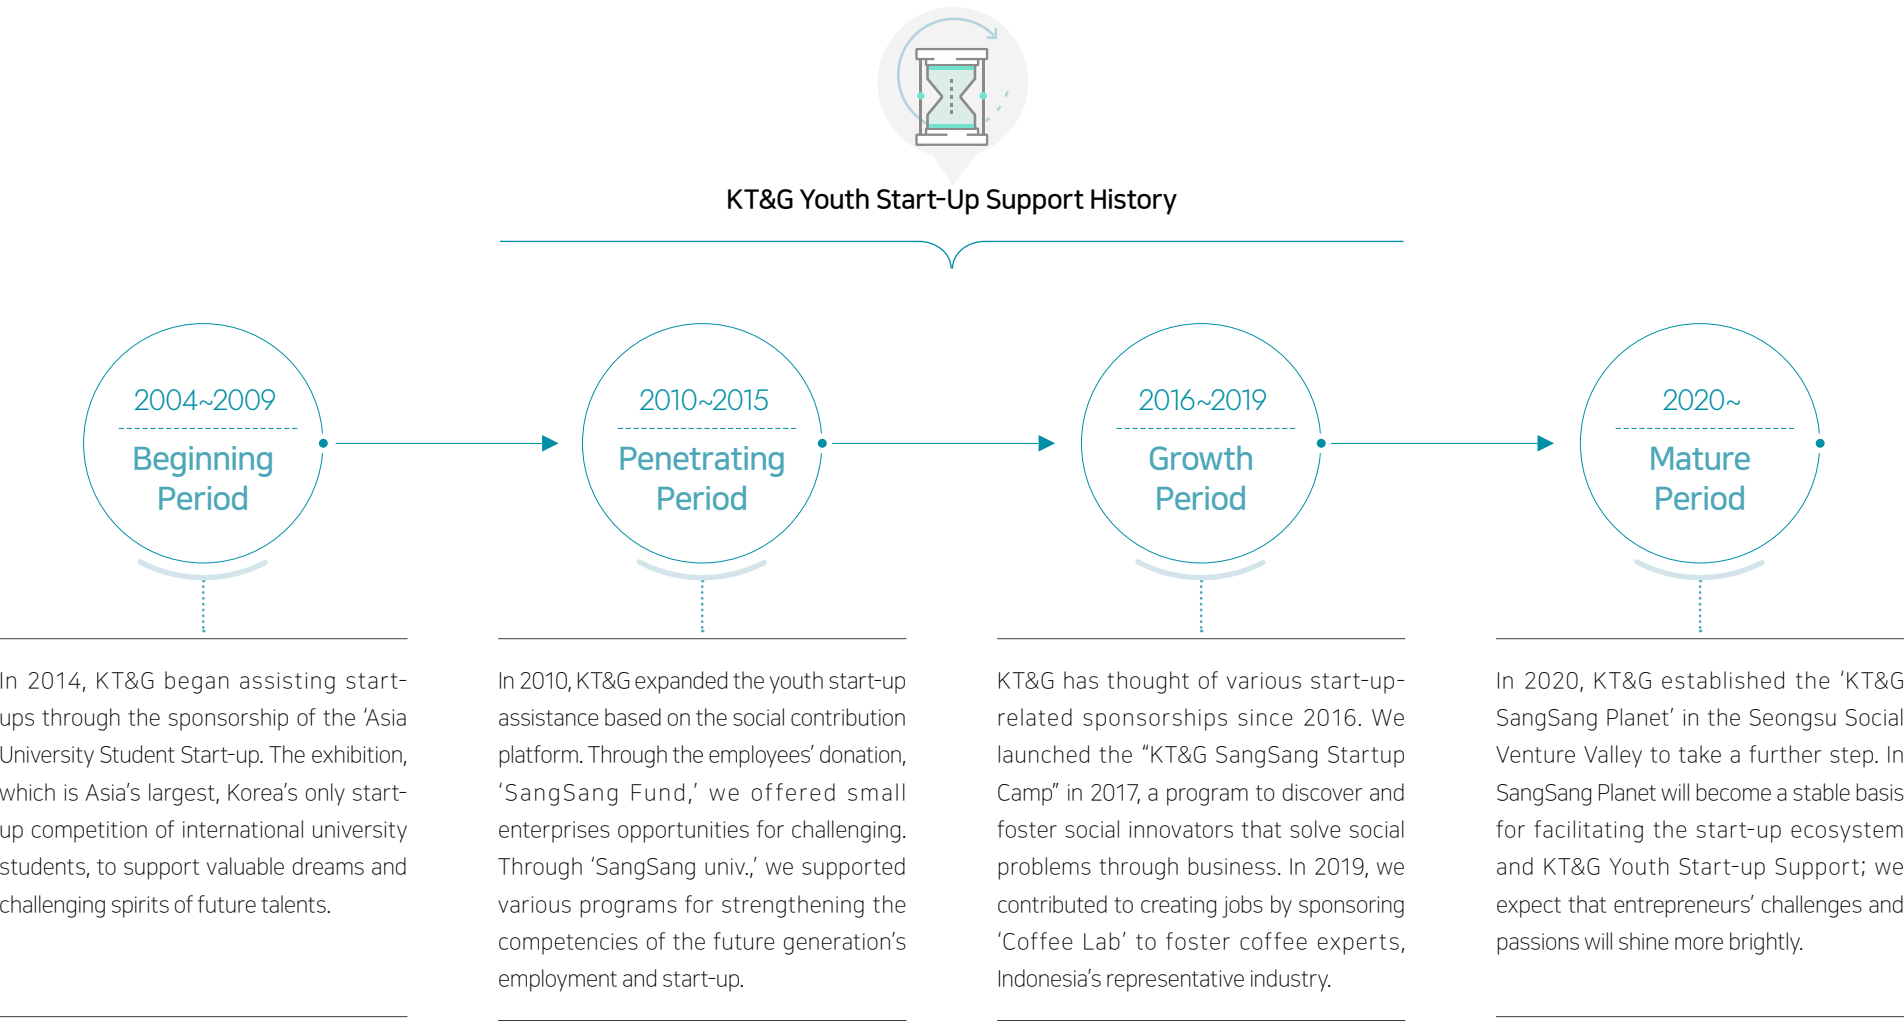 KT&G Youth Start-Up Support History
2004~2009
Beginning
Period
In 2014, KT&G began assisting start-
ups through the sponsorship of the ‘Asia
University Student Start-up. The exhibition,
which is Asia’s largest, Korea’s only start-
up competition of international university
students, to support valuable dreams and
challenging spirits of future talents.
2010~2015
Penetrating
Period
In 2010, KT&G expanded the youth start-up
assistance based on the social contribution
platform. Through the employees’ donation,
‘SangSang Fund,’ we offered small
enterprises opportunities for challenging.
Through ‘SangSang univ.,’ we supported
various programs for strengthening the
competencies of the future generation’s
employment and start-up.
2016~2019
Growth
Period
KT&G has thought of various start-up-
related sponsorships since 2016. We
launched the “KT&G SangSang Startup
Camp” in 2017, a program to discover and
foster social innovators that solve social
problems through business. In 2019, we
contributed to creating jobs by sponsoring
‘Coffee Lab’ to foster coffee experts,
Indonesia’s representative industry.
2020~
Mature
Period
In 2020, KT&G established the ‘KT&G
SangSang Planet’ in the Seongsu Social
Venture Valley to take a further step. In
SangSang Planet will become a stable basis
for facilitating the start-up ecosystem
and KT&G Youth Start-up Support; we
expect that entrepreneurs’ challenges and
passions will shine more brightly.